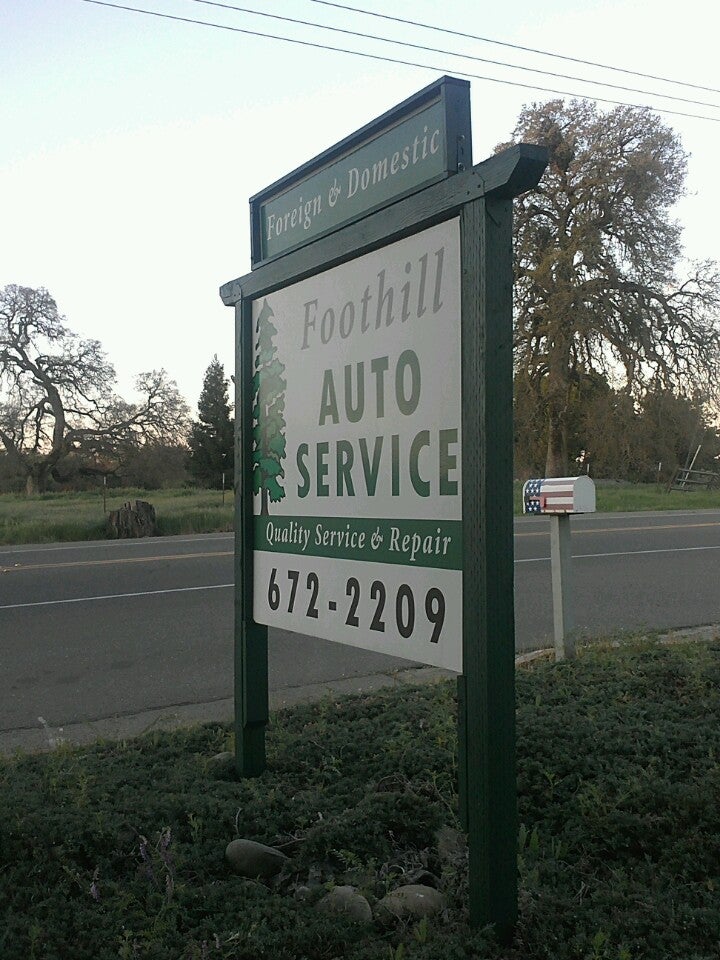 Foreign & Domestic
Foothill
AUTO
SERVICE
Quality Service & Repair
672-2209